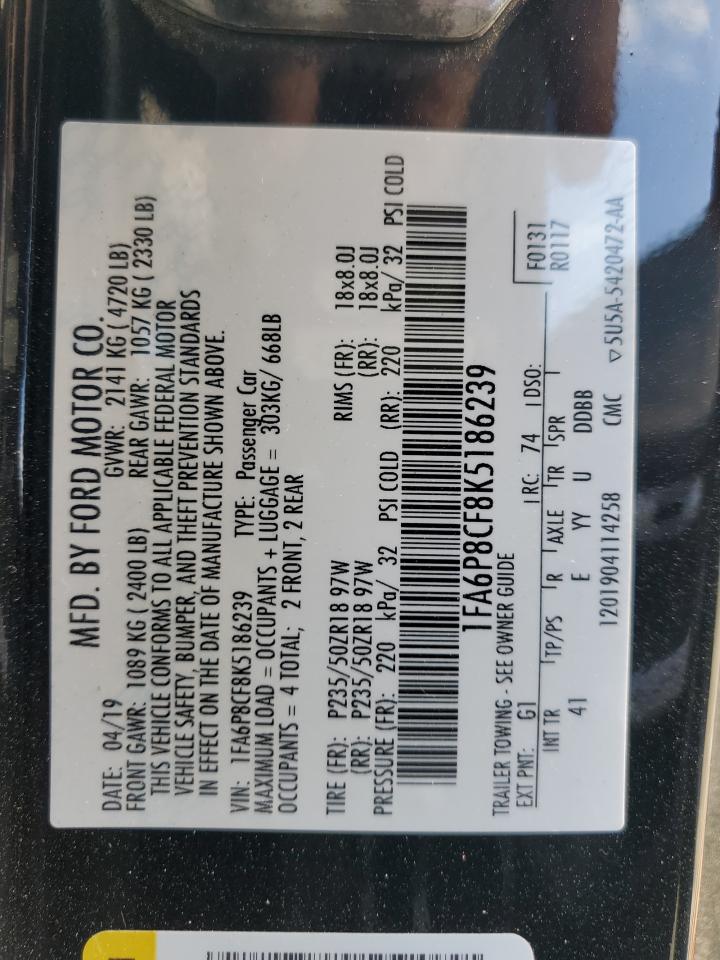 MFD. BY FORD MOTOR CO.
DATE: 04/19 GVWR: 2141 KG ( 4720 LB)
FRONT GAWR: 1089 KG ( 2400 LB) REAR GAWR: 1057 KG ( 2330 LB)
THIS VEHICLE CONFORMS TO ALL APPLICABLE FEDERAL MOTOR
VEHICLE SAFETY, BUMPER, AND THEFT PREVENTION STANDARDS
IN EFFECT ON THE DATE OF MANUFACTURE SHOWN ABOVE.
VIN: 1FA6P8CF8K5186239 TYPE: Passenger Car
MAXIMUM LOAD = OCCUPANTS + LUGGAGE = 303KG/ 668LB
OCCUPANTS = 4 TOTAL; 2 FRONT, 2 REAR
TIRE (FR): P235/50ZR18 97W RIMS (FR): 18x8.0J
(RR): P235/50ZR18 97W (RR): 18x8.0J
PRESSURE (FR): 220 kPa/ 32 PSI COLD (RR): 220 kPa/ 32 PSI COLD
1FA6P8CF8K5186239
TRAILER TOWING - SEE OWNER GUIDE
EXT PNT: G1 RC: 74 DSO: F0131
R0117
INT TR TP/PS R AXLE TR SPR
41 E YY U DDBB
1201904114258 CMC ▽5U5A-5420472-AA